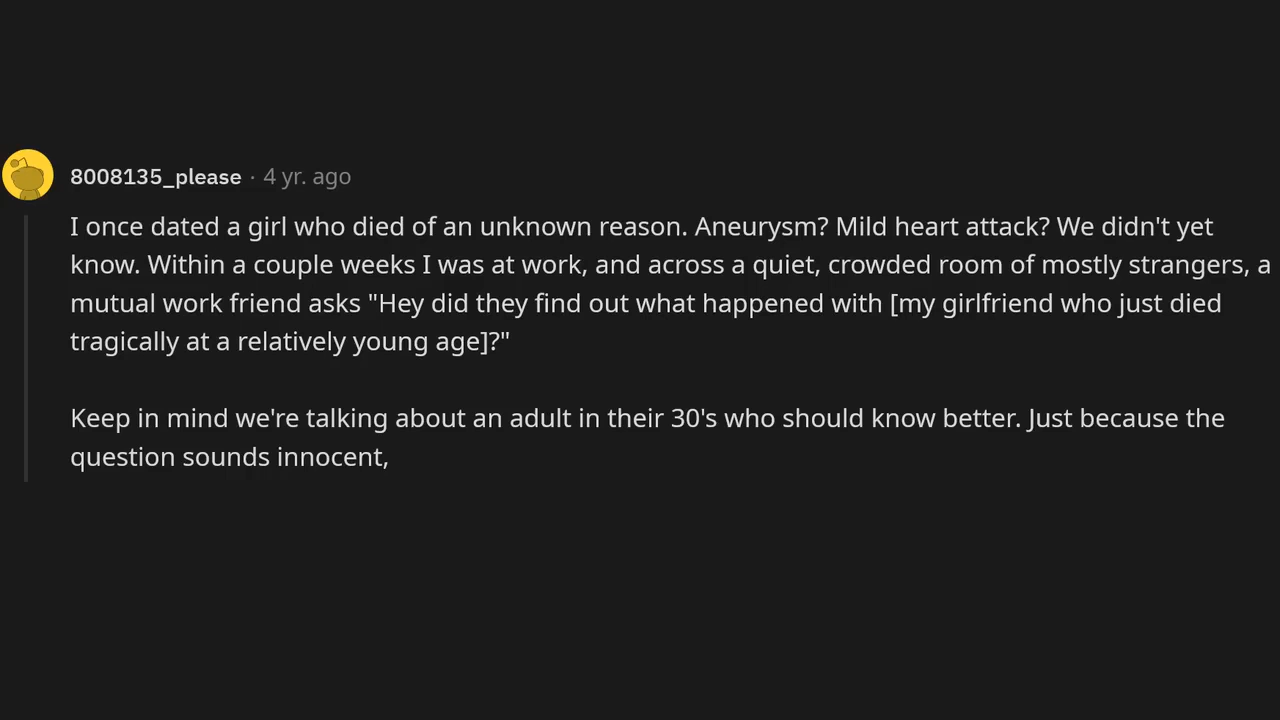 8008135_please · 4 yr. ago
I once dated a girl who died of an unknown reason. Aneurysm? Mild heart attack? We didn't yet
know. Within a couple weeks I was at work, and across a quiet, crowded room of mostly strangers, a
mutual work friend asks "Hey did they find out what happened with [my girlfriend who just died
tragically at a relatively young age]?"
Keep in mind we're talking about an adult in their 30's who should know better. Just because the
question sounds innocent,